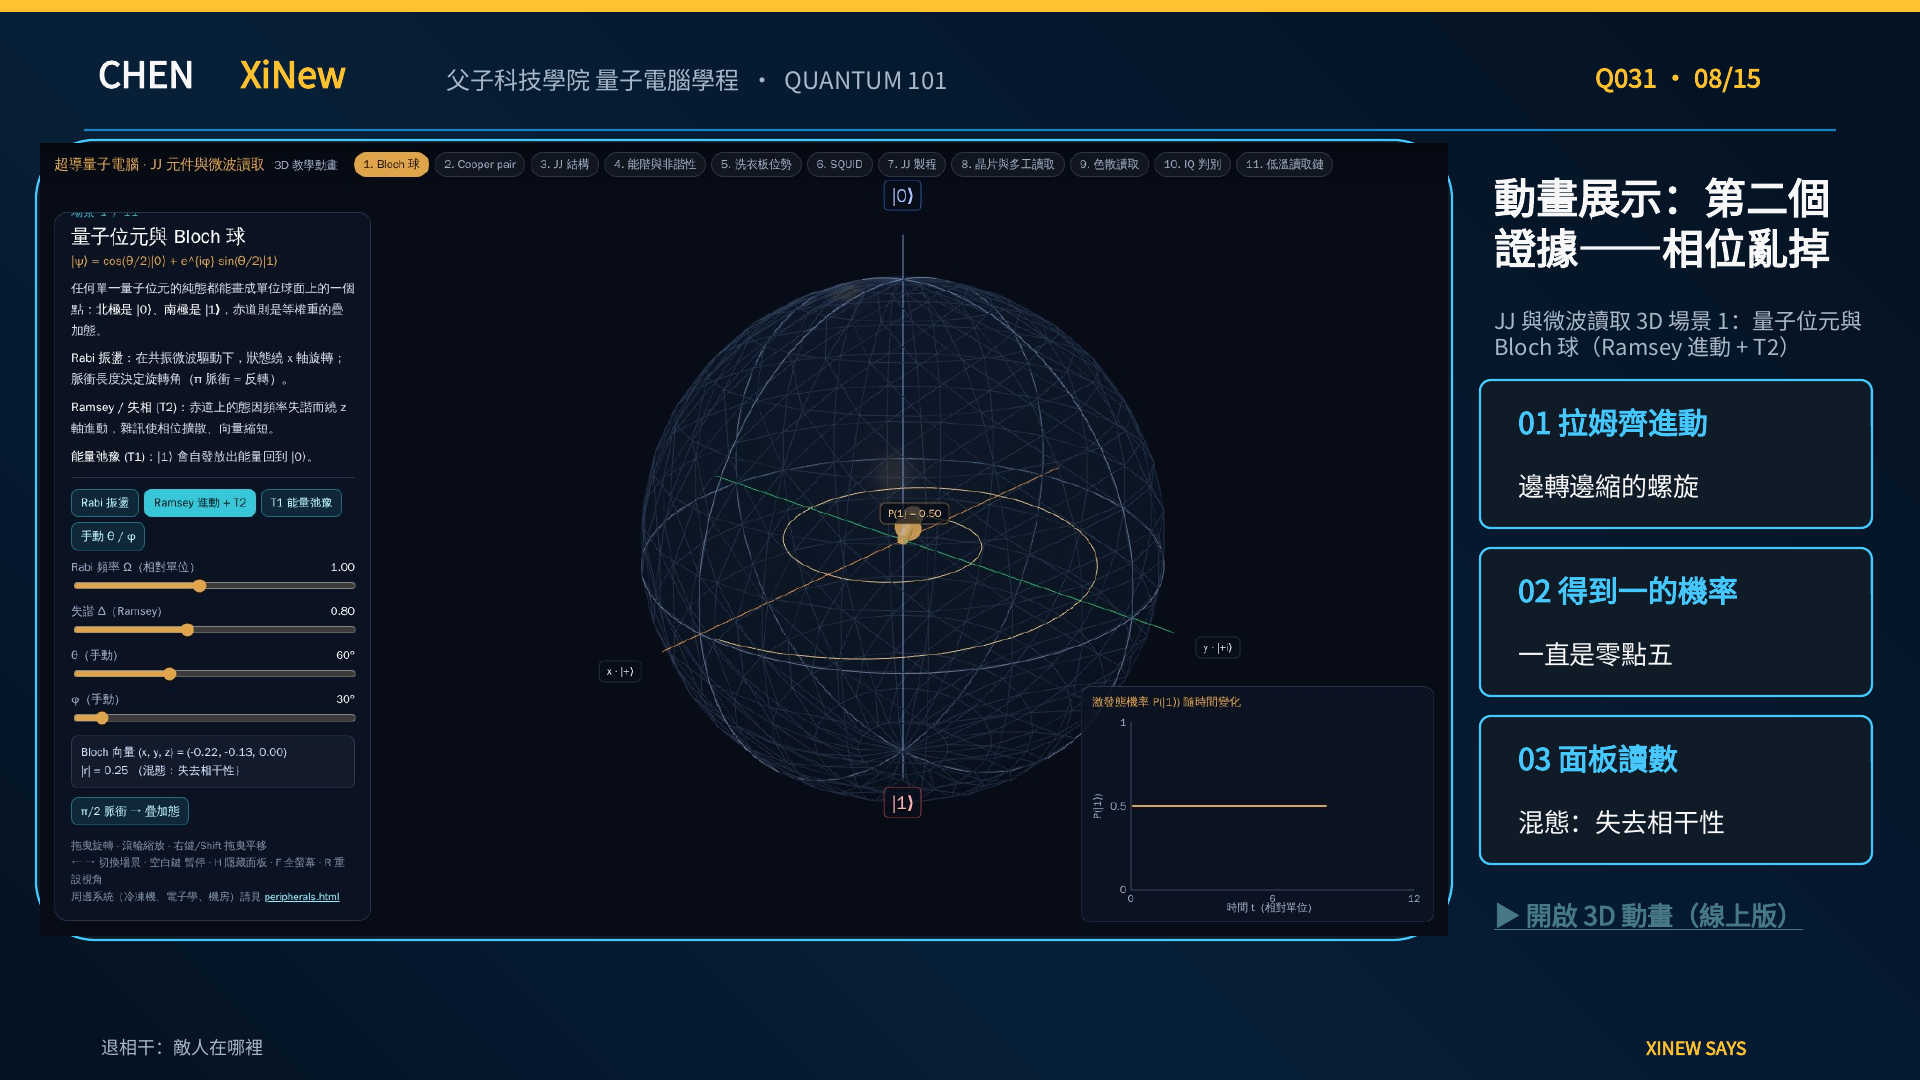 CHEN XiNew 父子科技學院 量子電腦學程 • QUANTUM 101 Q031 • 08/15
超導量子電腦 · JJ 元件與微波讀取 3D 教學動畫 1. Bloch 球 2. Cooper pair 3. JJ 結構 4. 能階與非諧性 5. 洗衣板位勢 6. SQUID 7. JJ 製程 8. 晶片與多工讀取 9. 色散讀取 10. IQ 判別 11. 低溫讀取鏈
|0⟩
場景 1 / 11
量子位元與 Bloch 球
|ψ⟩ = cos(θ/2)|0⟩ + e^{iφ} sin(θ/2)|1⟩
任何單一量子位元的純態都能畫成單位球面上的一個
點：北極是 |0⟩、南極是 |1⟩，赤道則是等權重的疊
加態。
Rabi 振盪：在共振微波驅動下，狀態繞 x 軸旋轉；
脈衝長度決定旋轉角（π 脈衝 = 反轉）。
Ramsey / 失相 (T2)：赤道上的態因頻率失諧而繞 z
軸進動，雜訊使相位擴散、向量縮短。
能量弛豫 (T1)：|1⟩ 會自發放出能量回到 |0⟩。
Rabi 振盪 Ramsey 進動 + T2 T1 能量弛豫
手動 θ / φ
Rabi 頻率 Ω（相對單位） 1.00
失諧 Δ（Ramsey） 0.80
θ（手動） 60°
φ（手動） 30°
Bloch 向量 (x, y, z) = (-0.22, -0.13, 0.00)
|r| = 0.25 （混態：失去相干性）
π/2 脈衝 → 疊加態
拖曳旋轉 · 滾輪縮放 · 右鍵/Shift 拖曳平移
← → 切換場景 · 空白鍵 暫停 · H 隱藏面板 · F 全螢幕 · R 重
設視角
周邊系統（冷凍機、電子學、機房）請見 peripherals.html
P(1) = 0.50
x · |+⟩
y · |+i⟩
|1⟩
激發態機率 P(|1⟩) 隨時間變化
P(|1⟩)
1
0.5
0
0 6 12
時間 t（相對單位）
動畫展示：第二個
證據——相位亂掉
JJ 與微波讀取 3D 場景 1：量子位元與
Bloch 球（Ramsey 進動 + T2）
01 拉姆齊進動
邊轉邊縮的螺旋
02 得到一的機率
一直是零點五
03 面板讀數
混態：失去相干性
▶ 開啟 3D 動畫（線上版）
退相干：敵人在哪裡
XINEW SAYS